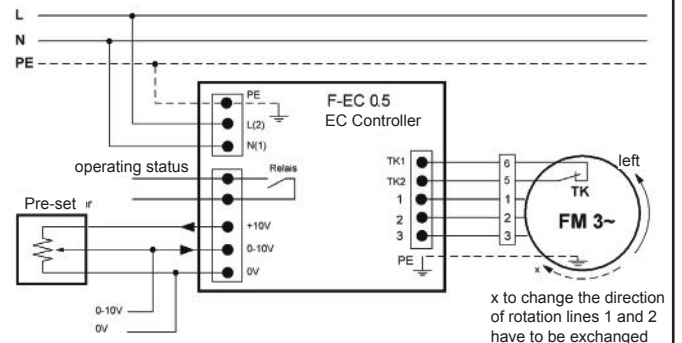 L
N
PE
PE
L(2)
N(1)
F-EC 0.5
EC Controller
operating status
Relais
Pre-set
+10V
0-10V
0V
0-10V
0V
TK1
TK2
1
2
3
PE
6
5
1
2
3
left
TK
FM 3~
x
x to change the direction
of rotation lines 1 and 2
have to be exchanged